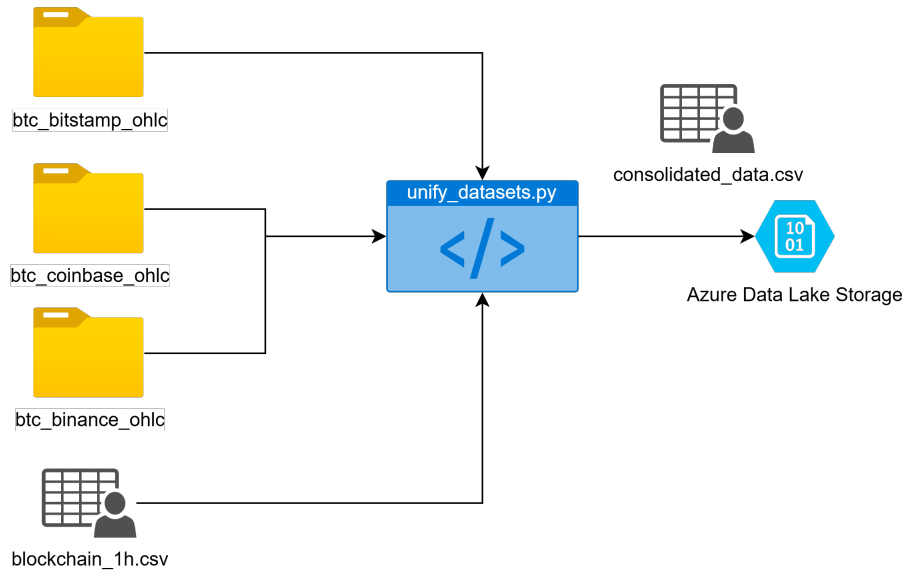 btc_bitstamp_ohlc
unify_datasets.py
</>
consolidated_data.csv
btc_coinbase_ohlc
10
01
Azure Data Lake Storage
btc_binance_ohlc
blockchain_1h.csv